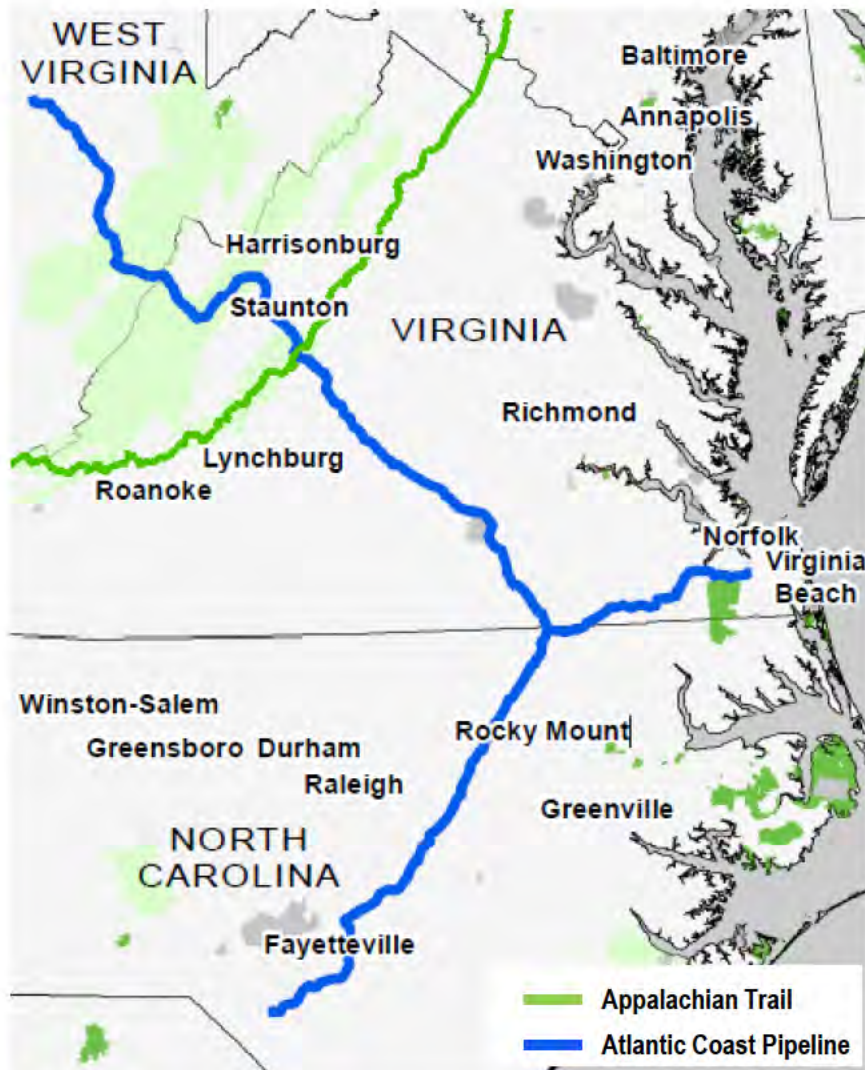 WEST
VIRGINIA
Baltimore
Annapolis
Washington
Harrisonburg
Staunton
VIRGINIA
Richmond
Lynchburg
Roanoke
Norfolk
Virginia
Beach
Winston-Salem
Rocky Mount
Greensboro Durham
Raleigh
Greenville
NORTH
CAROLINA
Fayetteville
Appalachian Trail
Atlantic Coast Pipeline